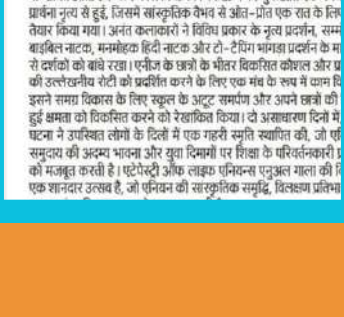 प्रार्थना नृत्य से हुई, जिसमें सांस्कृतिक वैभव से ओत-प्रोत एक रात के लिए
तैयार किया गया। अनंत कलाकारों ने विविध प्रकार के नृत्य प्रदर्शन,
बाइबिल नाटक, मनमोहक हिंदी नाटक और टो-टैपिंग भांगड़ा प्रदर्शन के
से दर्शकों को बांधे रखा। एनीज के छात्रों के भीतर विकसित कौशल और
की उल्लेखनीय रोटी को प्रदर्शित करने के लिए एक मंच के रूप में काम
इसने समग्र विकास के लिए स्कूल के अटूट समर्पण और अपने छात्रों की
हुई क्षमता को विकसित करने को रेखांकित किया। दो असाधारण दिनों में,
घटना ने उपस्थित लोगों के दिलों में एक गहरी स्मृति स्थापित की, जो
समुदाय की अदम्य भावना और युवा दिमागों पर शिक्षा के परिवर्तनकारी
को मजबूत करती है। एटेपेस्ट्री ऑफ लाइफ एनियन्स एनुअल गाला की
एक शानदार उत्सव है, जो एनियन की सांस्कृतिक समृद्धि, विलक्षण प्रतिभा